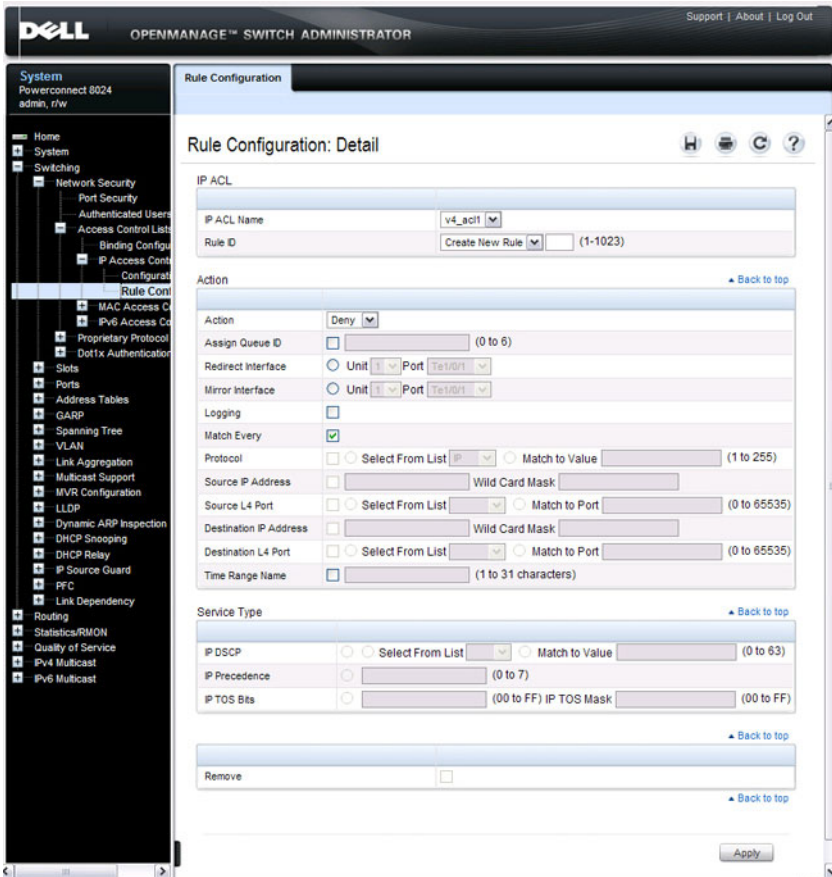 Support | About | Log Out
DELL
OPENMANAGE™ SWITCH ADMINISTRATOR
System
Powerconnect 8024
admin, r/w
Home
System
Switching
Network Security
Port Security
Authenticated Users
Access Control Lists
Binding Configu
IP Access Cont
Configurati
Rule Conf
MAC Access C
IPv6 Access Co
Proprietary Protocol
Dot1x Authentication
Slots
Ports
Address Tables
GARP
Spanning Tree
VLAN
Link Aggregation
Multicast Support
MVR Configuration
LLDP
Dynamic ARP Inspection
DHCP Snooping
DHCP Relay
IP Source Guard
PFC
Link Dependency
Routing
Statistics/RMON
Quality of Service
IPv4 Multicast
IPv6 Multicast
Rule Configuration
Rule Configuration: Detail
IP ACL
IP ACL Name v4_acl1
Rule ID Create New Rule (1-1023)
Action Back to top
Action Deny
Assign Queue ID (0 to 6)
Redirect Interface Unit 1 Port Te1/0/1
Mirror Interface Unit 1 Port Te1/0/1
Logging
Match Every
Protocol Select From List IP Match to Value (1 to 255)
Source IP Address Wild Card Mask
Source L4 Port Select From List Match to Port (0 to 65535)
Destination IP Address Wild Card Mask
Destination L4 Port Select From List Match to Port (0 to 65535)
Time Range Name (1 to 31 characters)
Service Type Back to top
IP DSCP Select From List Match to Value (0 to 63)
IP Precedence (0 to 7)
IP TOS Bits (00 to FF) IP TOS Mask (00 to FF)
Back to top
Remove
Back to top
Apply